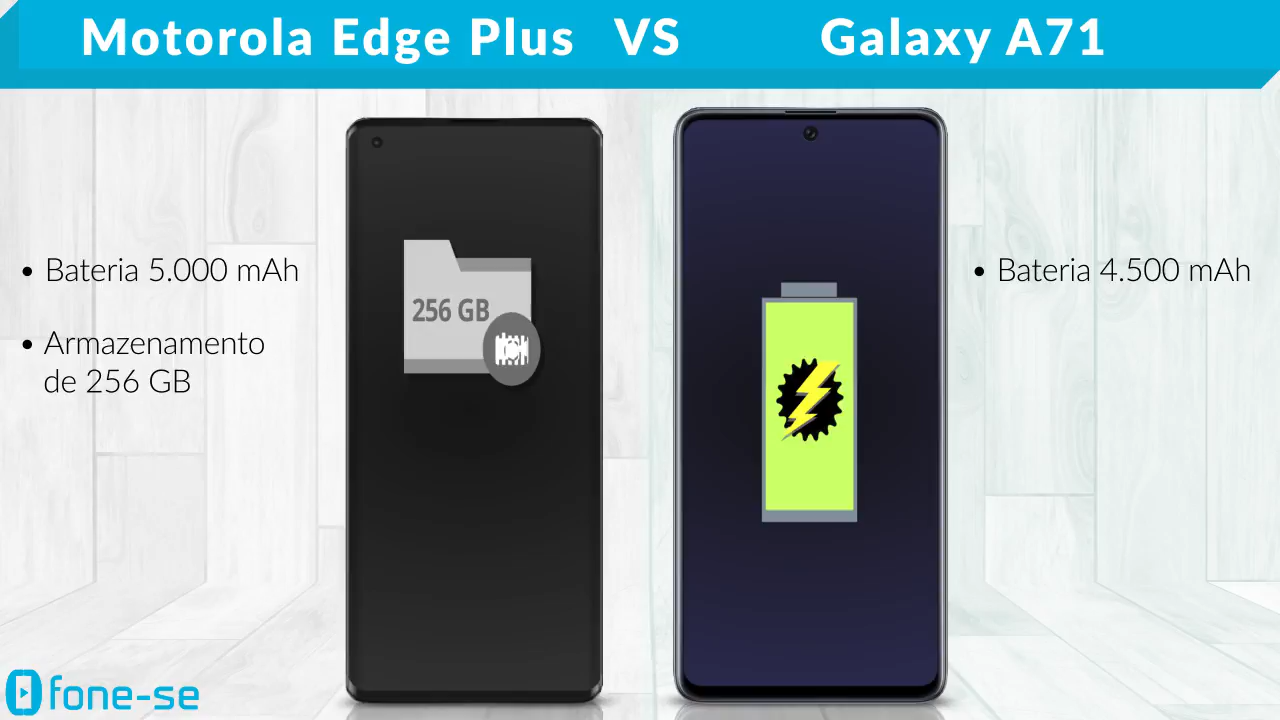 Motorola Edge Plus VS Galaxy A71
• Bateria 5.000 mAh
• Armazenamento
de 256 GB
256 GB
• Bateria 4.500 mAh
fone-se